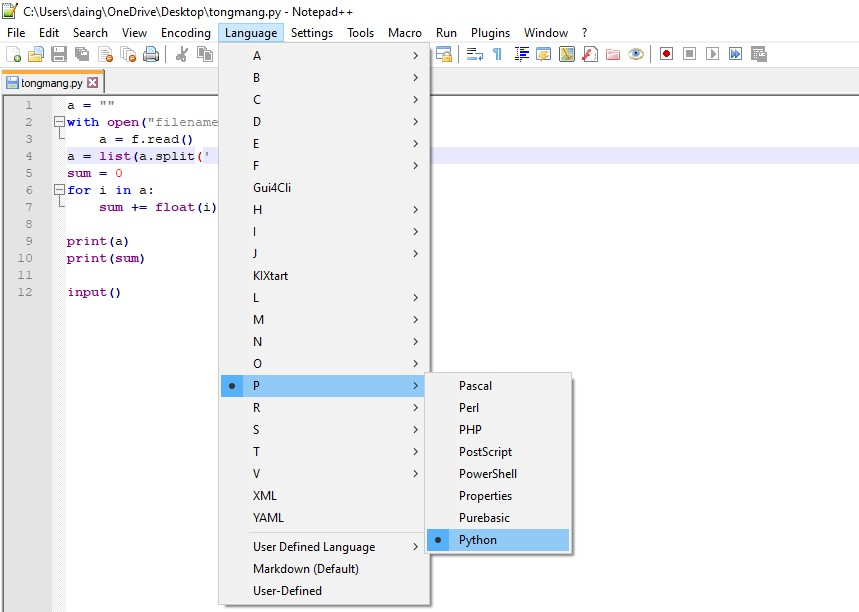 C:\Users\daing\OneDrive\Desktop\tongmang.py - Notepad++
File Edit Search View Encoding Language Settings Tools Macro Run Plugins Window ?
tongmang.py
1 a = ""
2 with open("filename
3 a = f.read()
4 a = list(a.split('
5 sum = 0
6 for i in a:
7 sum += float(i)
8
9 print(a)
10 print(sum)
11
12 input()
A
B
C
D
E
F
Gui4Cli
H
I
J
KIXtart
L
M
N
O
P
R
S
T
V
XML
YAML
User Defined Language
Markdown (Default)
User-Defined
Pascal
Perl
PHP
PostScript
PowerShell
Properties
Purebasic
Python